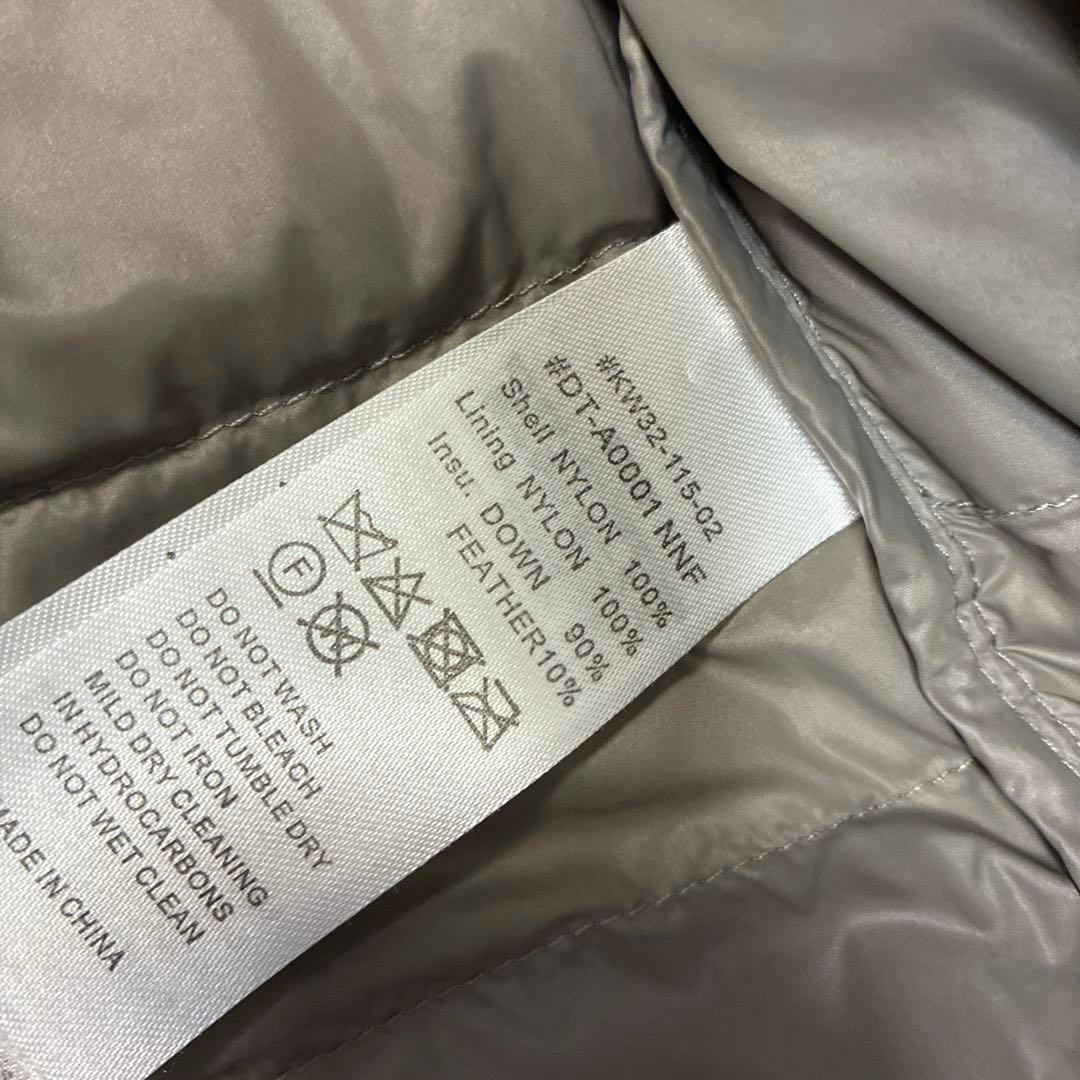 #KW32-115-02
#DT-A0001 NNF
Shell NYLON 100%
Lining NYLON 100%
Insu. DOWN 90%
FEATHER10%
F
DO NOT WASH
DO NOT BLEACH
DO NOT TUMBLE DRY
DO NOT IRON
MILD DRY CLEANING
IN HYDROCARBONS
DO NOT WET CLEAN
MADE IN CHINA